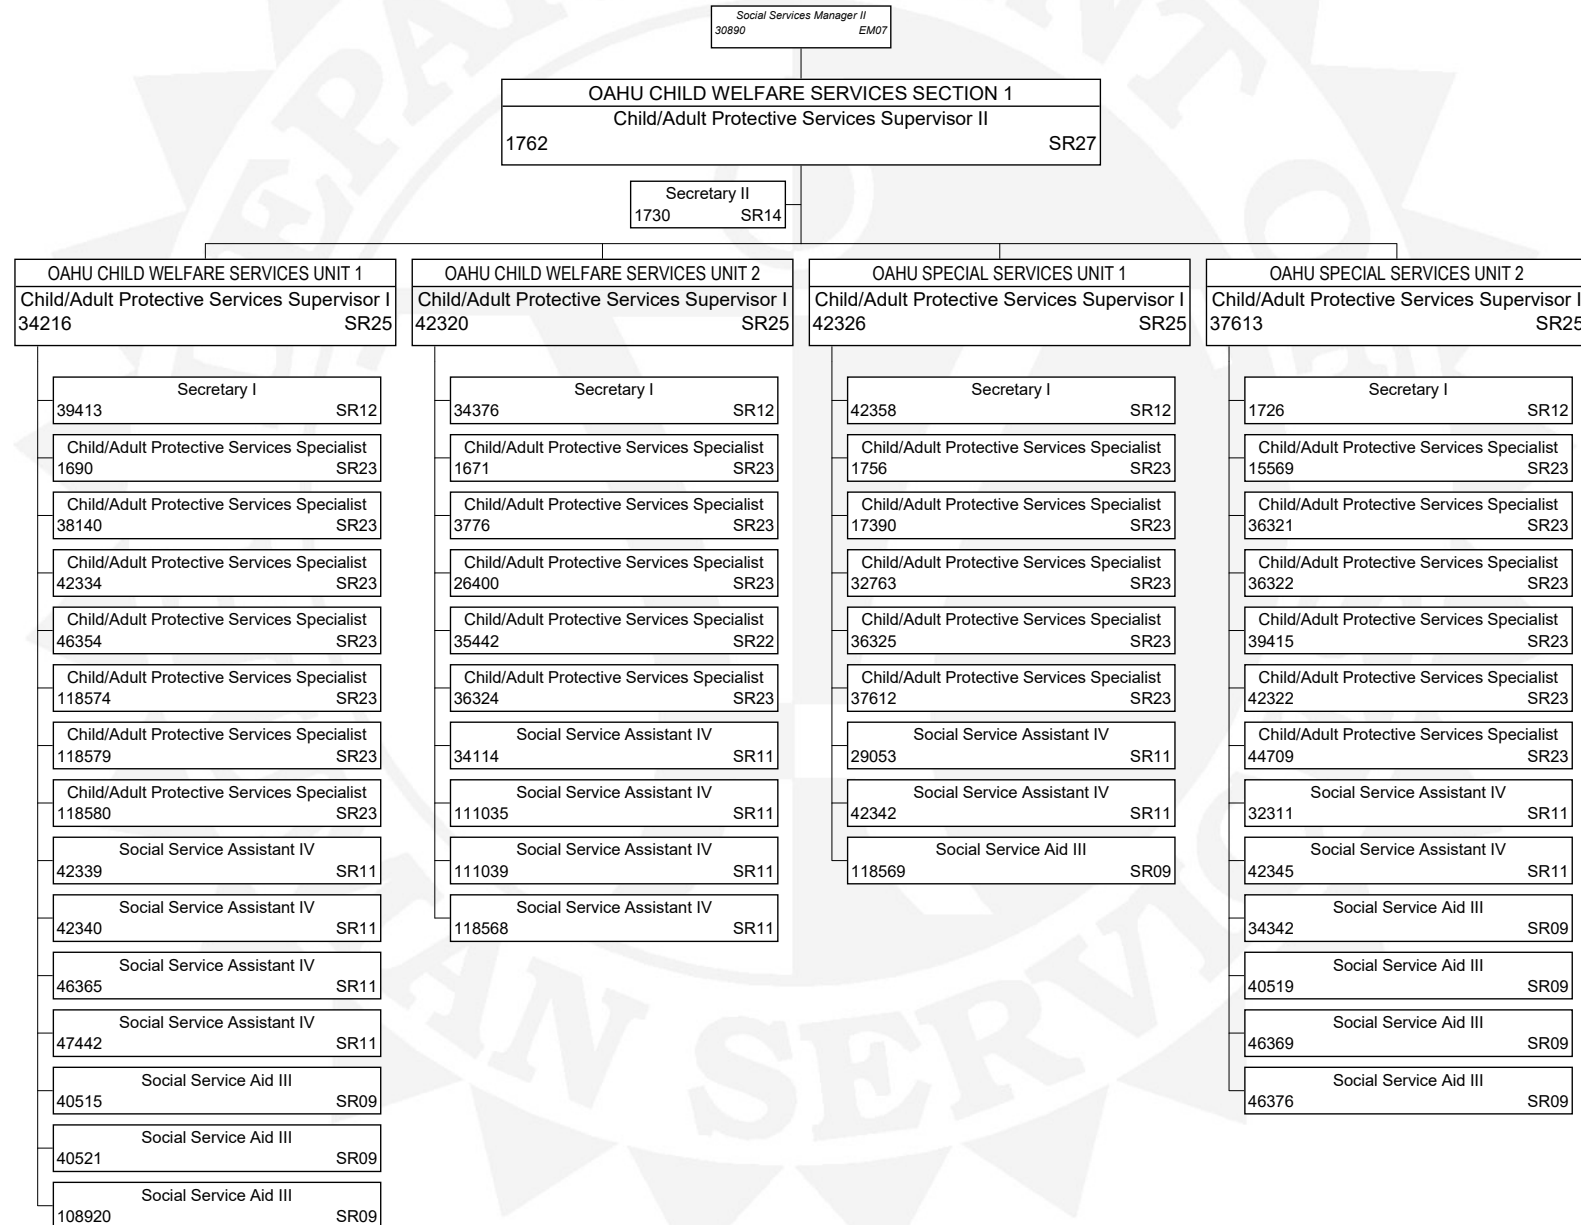 Social Services Manager II
30890 EM07
OAHU CHILD WELFARE SERVICES SECTION 1
Child/Adult Protective Services Supervisor II
1762 SR27
Secretary II
1730 SR14
OAHU CHILD WELFARE SERVICES UNIT 1
Child/Adult Protective Services Supervisor I
34216 SR25
Secretary I
39413 SR12
Child/Adult Protective Services Specialist
1690 SR23
Child/Adult Protective Services Specialist
38140 SR23
Child/Adult Protective Services Specialist
42334 SR23
Child/Adult Protective Services Specialist
46354 SR23
Child/Adult Protective Services Specialist
118574 SR23
Child/Adult Protective Services Specialist
118579 SR23
Child/Adult Protective Services Specialist
118580 SR23
Social Service Assistant IV
42339 SR11
Social Service Assistant IV
42340 SR11
Social Service Assistant IV
46365 SR11
Social Service Assistant IV
47442 SR11
Social Service Aid III
40515 SR09
Social Service Aid III
40521 SR09
Social Service Aid III
108920 SR09
OAHU CHILD WELFARE SERVICES UNIT 2
Child/Adult Protective Services Supervisor I
42320 SR25
Secretary I
34376 SR12
Child/Adult Protective Services Specialist
1671 SR23
Child/Adult Protective Services Specialist
3776 SR23
Child/Adult Protective Services Specialist
26400 SR23
Child/Adult Protective Services Specialist
35442 SR22
Child/Adult Protective Services Specialist
36324 SR23
Social Service Assistant IV
34114 SR11
Social Service Assistant IV
111035 SR11
Social Service Assistant IV
111039 SR11
Social Service Assistant IV
118568 SR11
OAHU SPECIAL SERVICES UNIT 1
Child/Adult Protective Services Supervisor I
42326 SR25
Secretary I
42358 SR12
Child/Adult Protective Services Specialist
1756 SR23
Child/Adult Protective Services Specialist
17390 SR23
Child/Adult Protective Services Specialist
32763 SR23
Child/Adult Protective Services Specialist
36325 SR23
Child/Adult Protective Services Specialist
37612 SR23
Social Service Assistant IV
29053 SR11
Social Service Assistant IV
42342 SR11
Social Service Aid III
118569 SR09
OAHU SPECIAL SERVICES UNIT 2
Child/Adult Protective Services Supervisor I
37613 SR25
Secretary I
1726 SR12
Child/Adult Protective Services Specialist
15569 SR23
Child/Adult Protective Services Specialist
36321 SR23
Child/Adult Protective Services Specialist
36322 SR23
Child/Adult Protective Services Specialist
39415 SR23
Child/Adult Protective Services Specialist
42322 SR23
Child/Adult Protective Services Specialist
44709 SR23
Social Service Assistant IV
32311 SR11
Social Service Assistant IV
42345 SR11
Social Service Aid III
34342 SR09
Social Service Aid III
40519 SR09
Social Service Aid III
46369 SR09
Social Service Aid III
46376 SR09